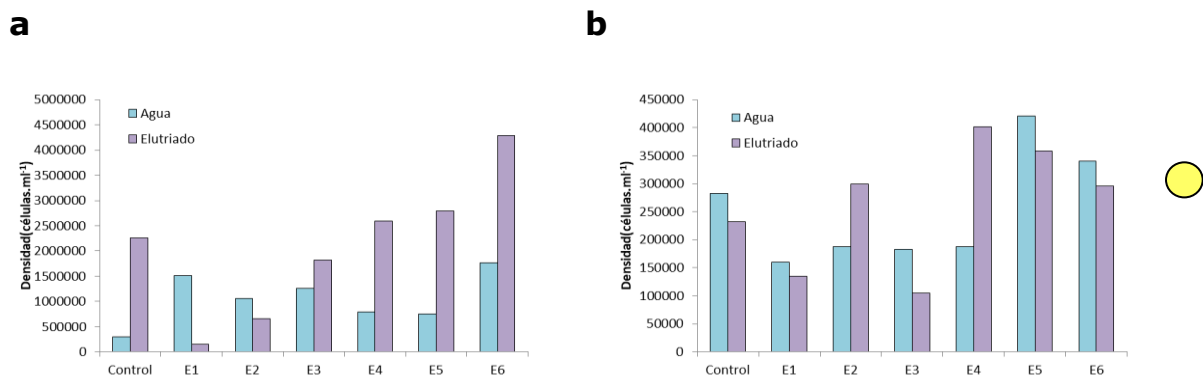 a
b
Densidad(células.ml-1)
5000000
4500000
4000000
3500000
3000000
2500000
2000000
1500000
1000000
500000
0
Agua
Elutriado
Control E1 E2 E3 E4 E5 E6
Densidad(células.ml-1)
450000
400000
350000
300000
250000
200000
150000
100000
50000
0
Agua
Elutriado
Control E1 E2 E3 E4 E5 E6